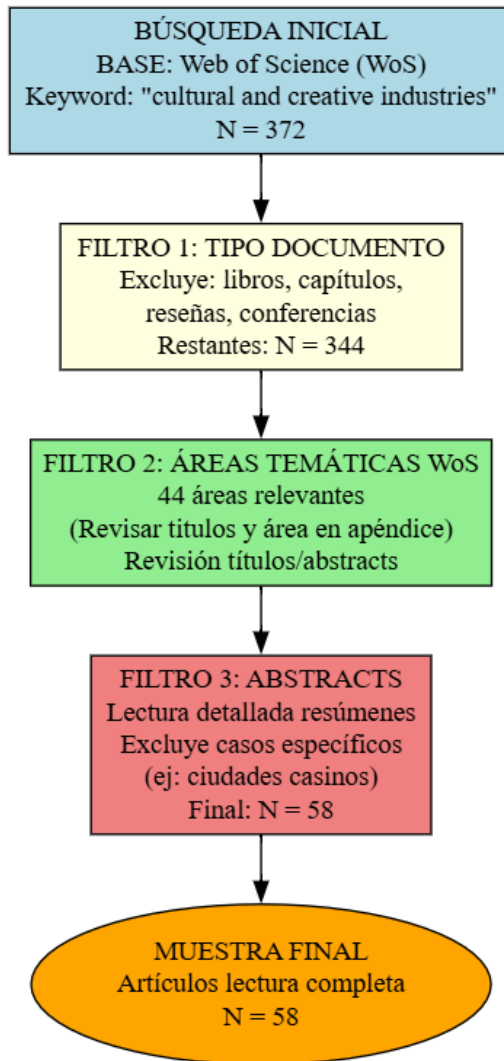 BÚSQUEDA INICIAL
BASE: Web of Science (WoS)
Keyword: "cultural and creative industries"
N = 372
FILTRO 1: TIPO DOCUMENTO
Excluye: libros, capítulos,
reseñas, conferencias
Restantes: N = 344
FILTRO 2: ÁREAS TEMÁTICAS WoS
44 áreas relevantes
(Revisar titulos y área en apéndice)
Revisión títulos/abstracts
FILTRO 3: ABSTRACTS
Lectura detallada resúmenes
Excluye casos específicos
(ej: ciudades casinos)
Final: N = 58
MUESTRA FINAL
Artículos lectura completa
N = 58